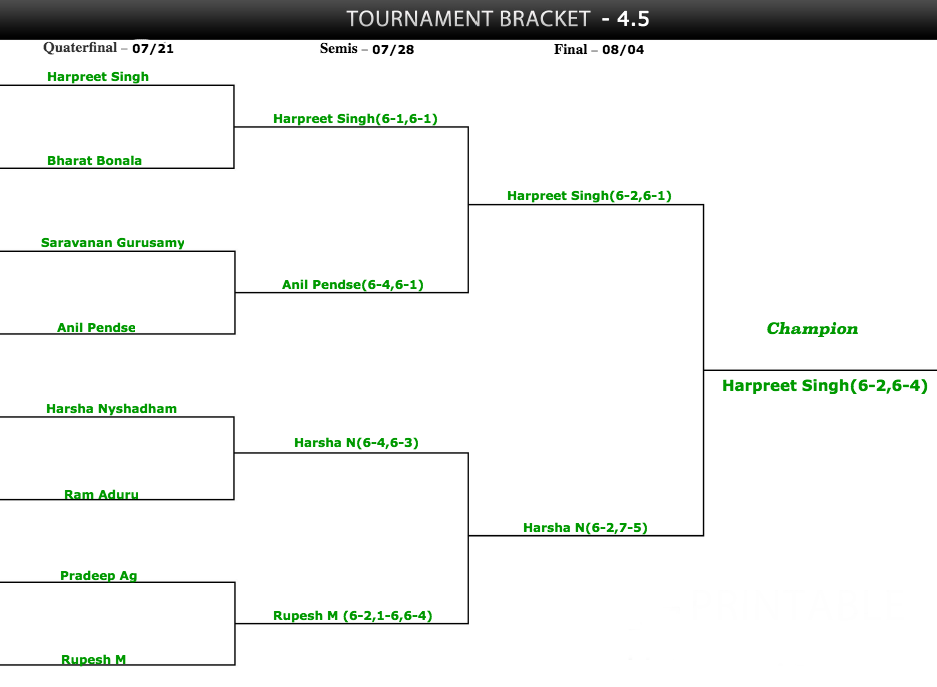 TOURNAMENT BRACKET - 4.5
Quaterfinal – 07/21
Semis – 07/28
Final – 08/04
Harpreet Singh
Harpreet Singh(6-1,6-1)
Bharat Bonala
Harpreet Singh(6-2,6-1)
Saravanan Gurusamy
Anil Pendse(6-4,6-1)
Anil Pendse
Champion
Harpreet Singh(6-2,6-4)
Harsha Nyshadham
Harsha N(6-4,6-3)
Ram Aduru
Harsha N(6-2,7-5)
Pradeep Ag
Rupesh M (6-2,1-6,6-4)
Rupesh M